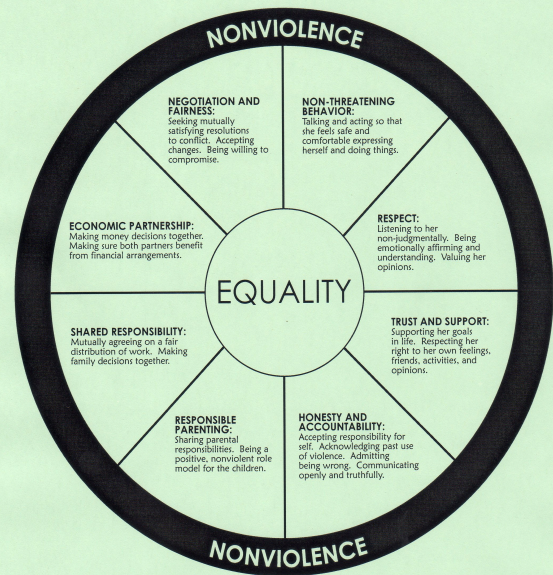 NONVIOLENCE
NEGOTIATION AND
FAIRNESS:
Seeking mutually
satisfying resolutions
to conflict. Accepting
changes. Being willing to
compromise.
NON-THREATENING
BEHAVIOR:
Talking and acting so that
she feels safe and
comfortable expressing
herself and doing things.
RESPECT:
Listening to her
non-judgmentally. Being
emotionally affirming and
understanding. Valuing her
opinions.
TRUST AND SUPPORT:
Supporting her goals
in life. Respecting her
right to her own feelings,
friends, activities, and
opinions.
HONESTY AND
ACCOUNTABILITY:
Accepting responsibility for
self. Acknowledging past use
of violence. Admitting
being wrong. Communicating
openly and truthfully.
RESPONSIBLE
PARENTING:
Sharing parental
responsibilities. Being a
positive, nonviolent role
model for the children.
SHARED RESPONSIBILITY:
Mutually agreeing on a fair
distribution of work. Making
family decisions together.
ECONOMIC PARTNERSHIP:
Making money decisions together.
Making sure both partners benefit
from financial arrangements.
EQUALITY
NONVIOLENCE